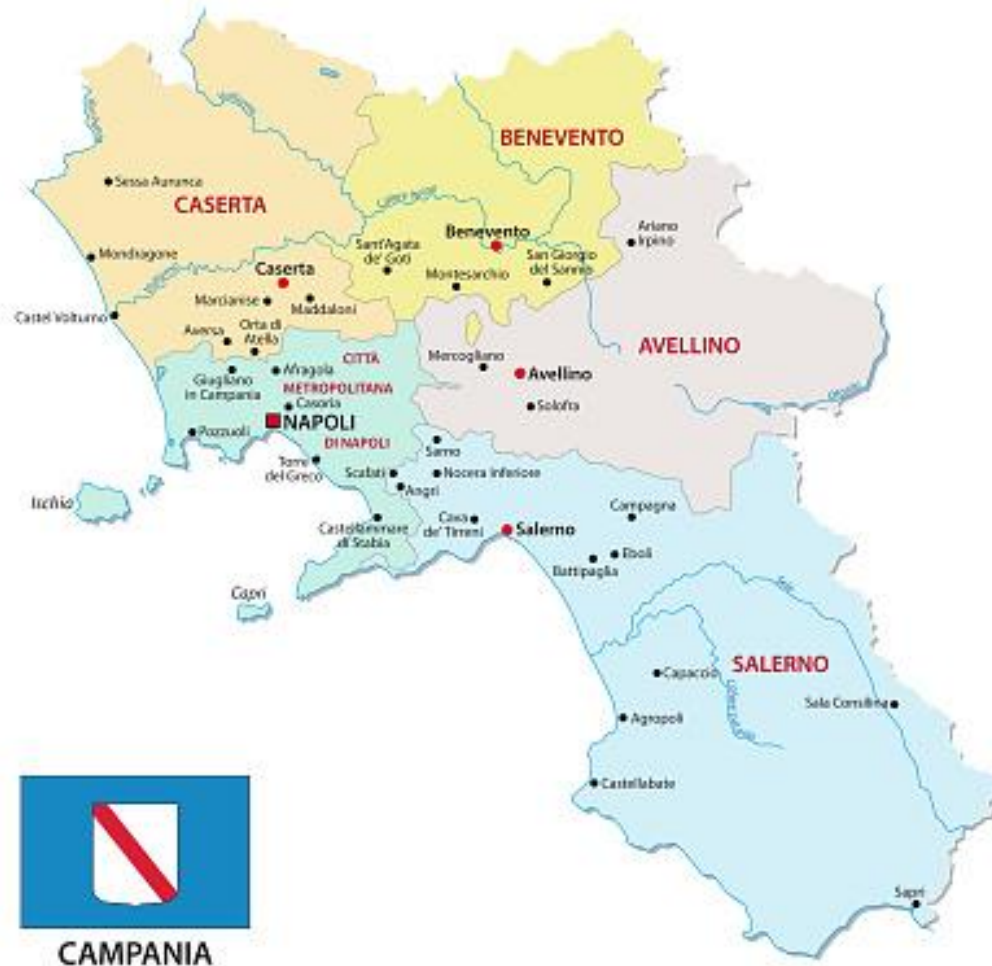 BENEVENTO
Sessa Aurunca
CASERTA
Ariano
Irpino
Benevento
Sant'Agata
de' Goti
San Giorgio
del Sannio
Mondragone
Caserta
Montesarchio
Marcianise
Maddaloni
Castel Volturno
Aversa
Orta di
Atella
AVELLINO
Mercogliano
CITTÀ
Afragola
Avellino
Giugliano
in Campania
METROPOLITANA
Casoria
Solofra
NAPOLI
Pozzuoli
DI NAPOLI
Sarno
Torre
del Greco
Scafati
Nocera Inferiore
Angri
Ischia
Campagna
Cava
de' Tirreni
Salerno
Castellammare
di Stabia
Eboli
Battipaglia
Sele
Capri
SALERNO
Capaccio
Sala Consilina
Agropoli
Castellabate
Sapri
CAMPANIA